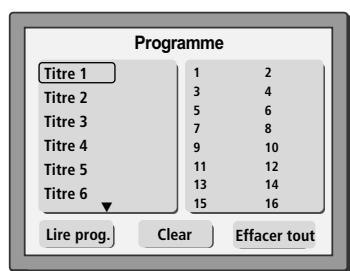 Programme
Titre 1
Titre 2
Titre 3
Titre 4
Titre 5
Titre 6
1 2
3 4
5 6
7 8
9 10
11 12
13 14
15 16
Lire prog. Clear Effacer tout